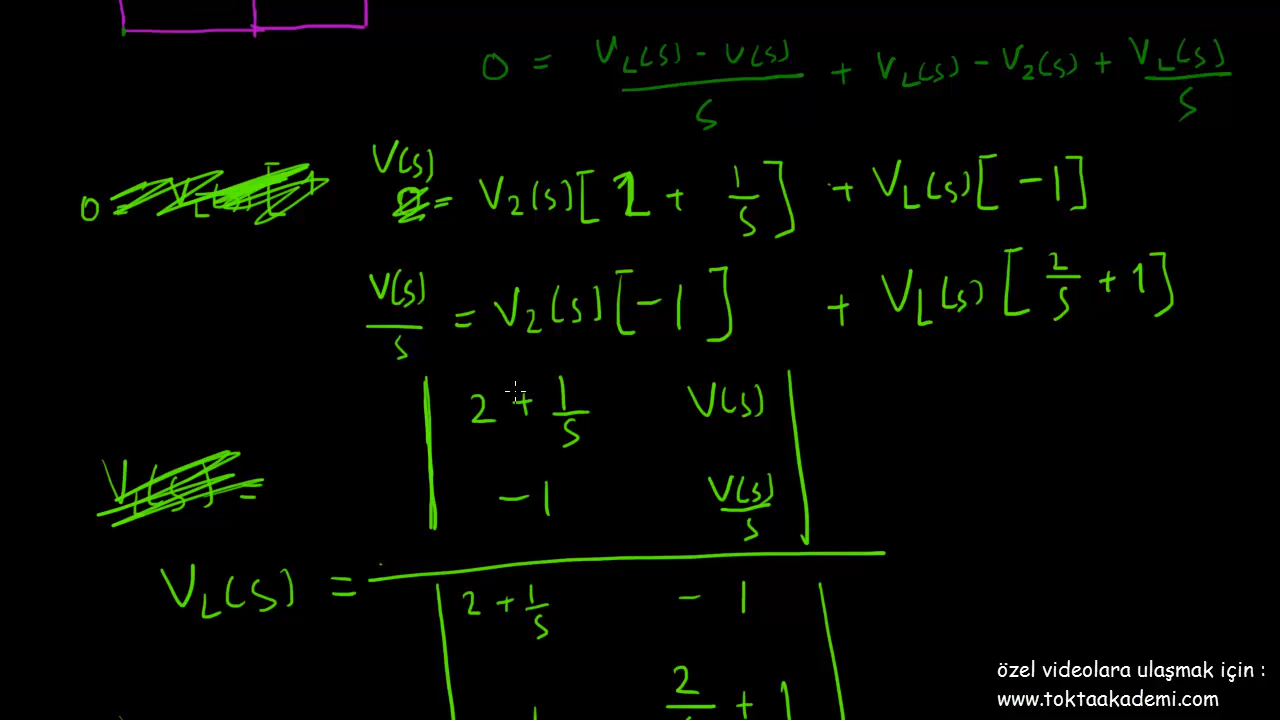 0 = (V_L(s) - V(s))/s + V_L(s) - V_2(s) + V_L(s)/s
V(s) = V_2(s)[2 + 1/s] + V_L(s)[-1]
0
V(s)/s = V_2(s)[-1] + V_L(s)[2/s + 1]
| 2 + 1/s V(s) |
| -1 V(s)/s |
V_L(s) =
| 2 + 1/s - 1 |
2/s + 1
özel videolara ulaşmak için :
www.toktaakademi.com